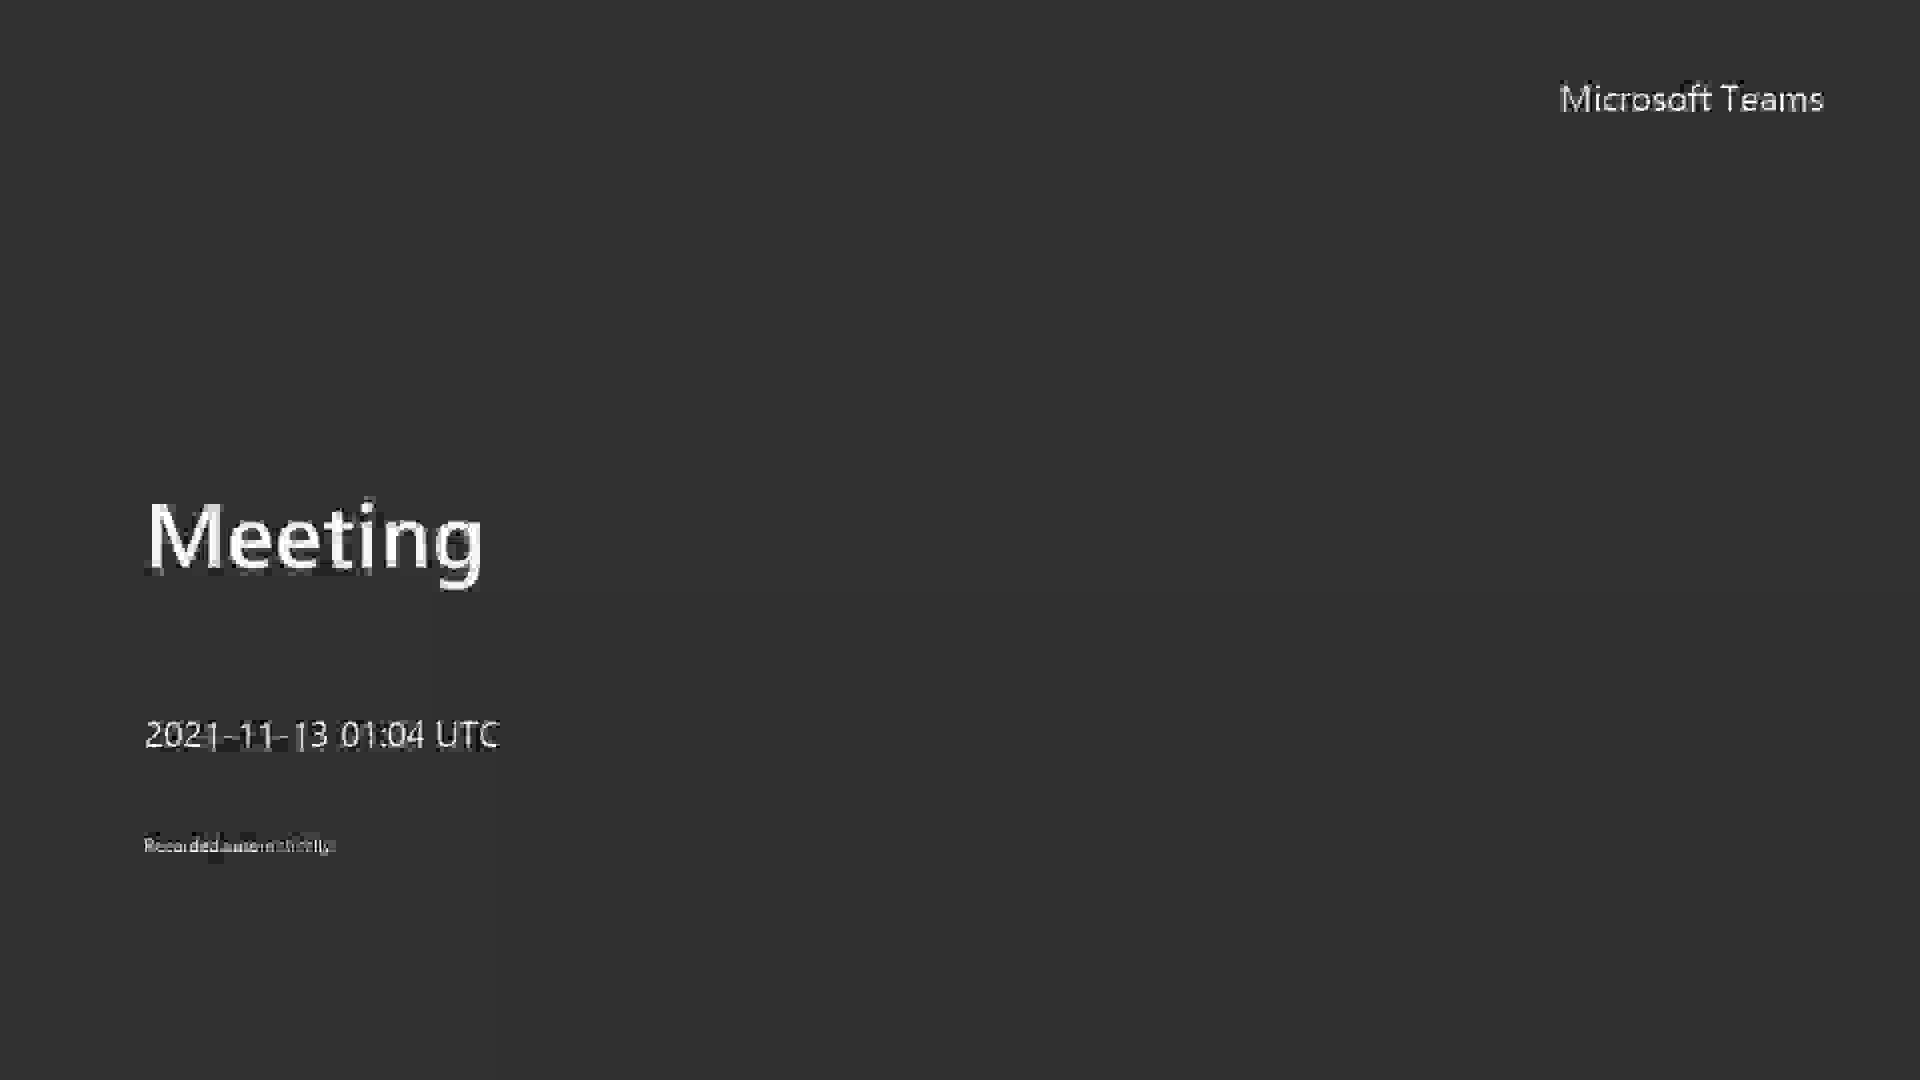 Microsoft Teams
Meeting
2021-11-13 01:04 UTC
Recorded automatically